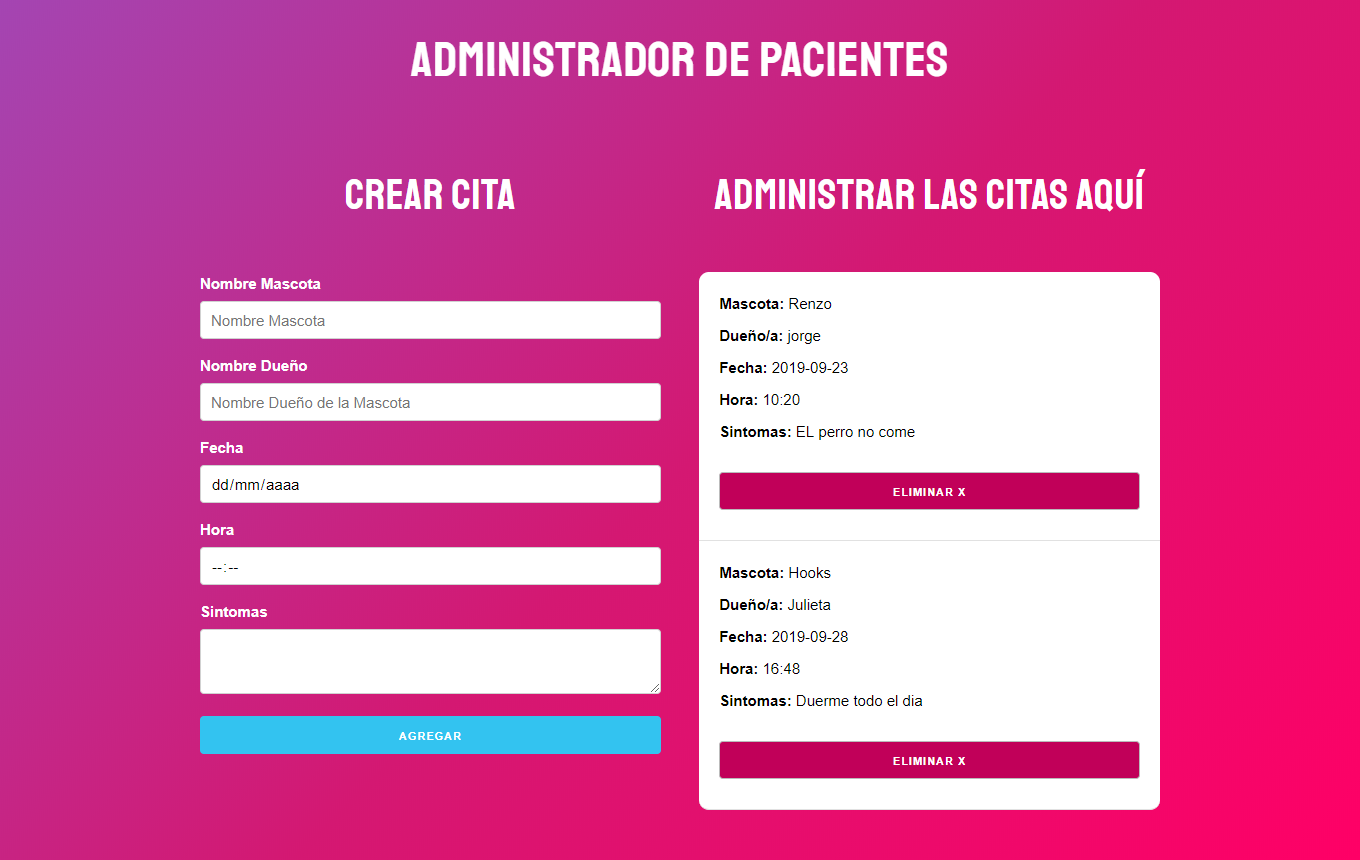 ADMINISTRADOR DE PACIENTES
CREAR CITA
Nombre Mascota
Nombre Mascota
Nombre Dueño
Nombre Dueño de la Mascota
Fecha
dd/mm/aaaa
Hora
--:--
Sintomas
AGREGAR
ADMINISTRAR LAS CITAS AQUÍ
Mascota: Renzo
Dueño/a: jorge
Fecha: 2019-09-23
Hora: 10:20
Sintomas: EL perro no come
ELIMINAR X
Mascota: Hooks
Dueño/a: Julieta
Fecha: 2019-09-28
Hora: 16:48
Sintomas: Duerme todo el dia
ELIMINAR X